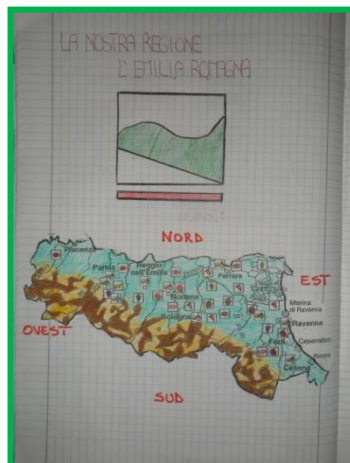 LA NOSTRA REGIONE
L'EMILIA ROMAGNA
NORD
Piacenza
Parma
Reggio
nell'Emilia
Ferrara
EST
Modena
Marina
di Ravenna
Bologna
Ravenna
OVEST
Forlì
Cesenatico
Rimini
Cesena
SUD